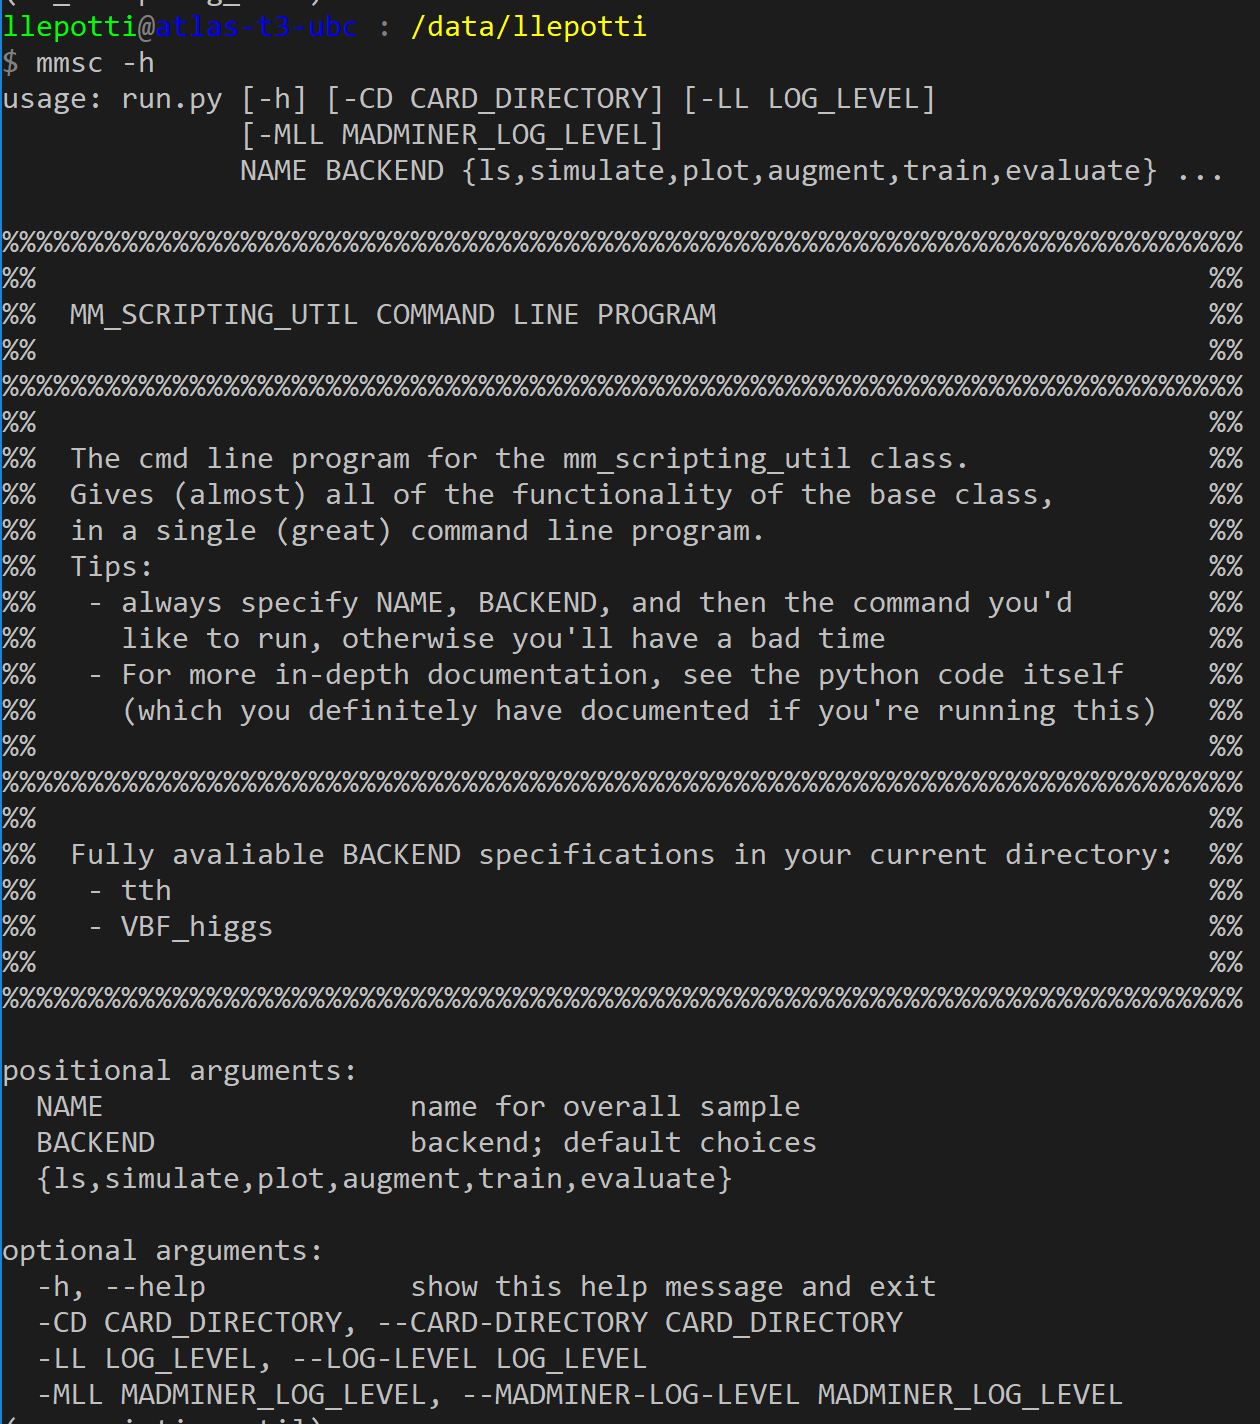 llepotti@atlas-t3-ubc : /data/llepotti
$ mmsc -h
usage: run.py [-h] [-CD CARD_DIRECTORY] [-LL LOG_LEVEL]
              [-MLL MADMINER_LOG_LEVEL]
              NAME BACKEND {ls,simulate,plot,augment,train,evaluate} ...

%%%%%%%%%%%%%%%%%%%%%%%%%%%%%%%%%%%%%%%%%%%%%%%%%%%%%%%%%%%%%%%%%%%%%%%%%%%
%%                                                                     %%
%%  MM_SCRIPTING_UTIL COMMAND LINE PROGRAM                             %%
%%                                                                     %%
%%%%%%%%%%%%%%%%%%%%%%%%%%%%%%%%%%%%%%%%%%%%%%%%%%%%%%%%%%%%%%%%%%%%%%%%%%%
%%                                                                     %%
%%  The cmd line program for the mm_scripting_util class.              %%
%%  Gives (almost) all of the functionality of the base class,         %%
%%  in a single (great) command line program.                          %%
%%  Tips:                                                              %%
%%   - always specify NAME, BACKEND, and then the command you'd        %%
%%     like to run, otherwise you'll have a bad time                   %%
%%   - For more in-depth documentation, see the python code itself     %%
%%     (which you definitely have documented if you're running this)   %%
%%                                                                     %%
%%%%%%%%%%%%%%%%%%%%%%%%%%%%%%%%%%%%%%%%%%%%%%%%%%%%%%%%%%%%%%%%%%%%%%%%%%%
%%                                                                     %%
%%  Fully avaliable BACKEND specifications in your current directory:  %%
%%   - tth                                                             %%
%%   - VBF_higgs                                                       %%
%%                                                                     %%
%%%%%%%%%%%%%%%%%%%%%%%%%%%%%%%%%%%%%%%%%%%%%%%%%%%%%%%%%%%%%%%%%%%%%%%%%%%

positional arguments:
  NAME                  name for overall sample
  BACKEND               backend; default choices
  {ls,simulate,plot,augment,train,evaluate}

optional arguments:
  -h, --help            show this help message and exit
  -CD CARD_DIRECTORY, --CARD-DIRECTORY CARD_DIRECTORY
  -LL LOG_LEVEL, --LOG-LEVEL LOG_LEVEL
  -MLL MADMINER_LOG_LEVEL, --MADMINER-LOG-LEVEL MADMINER_LOG_LEVEL